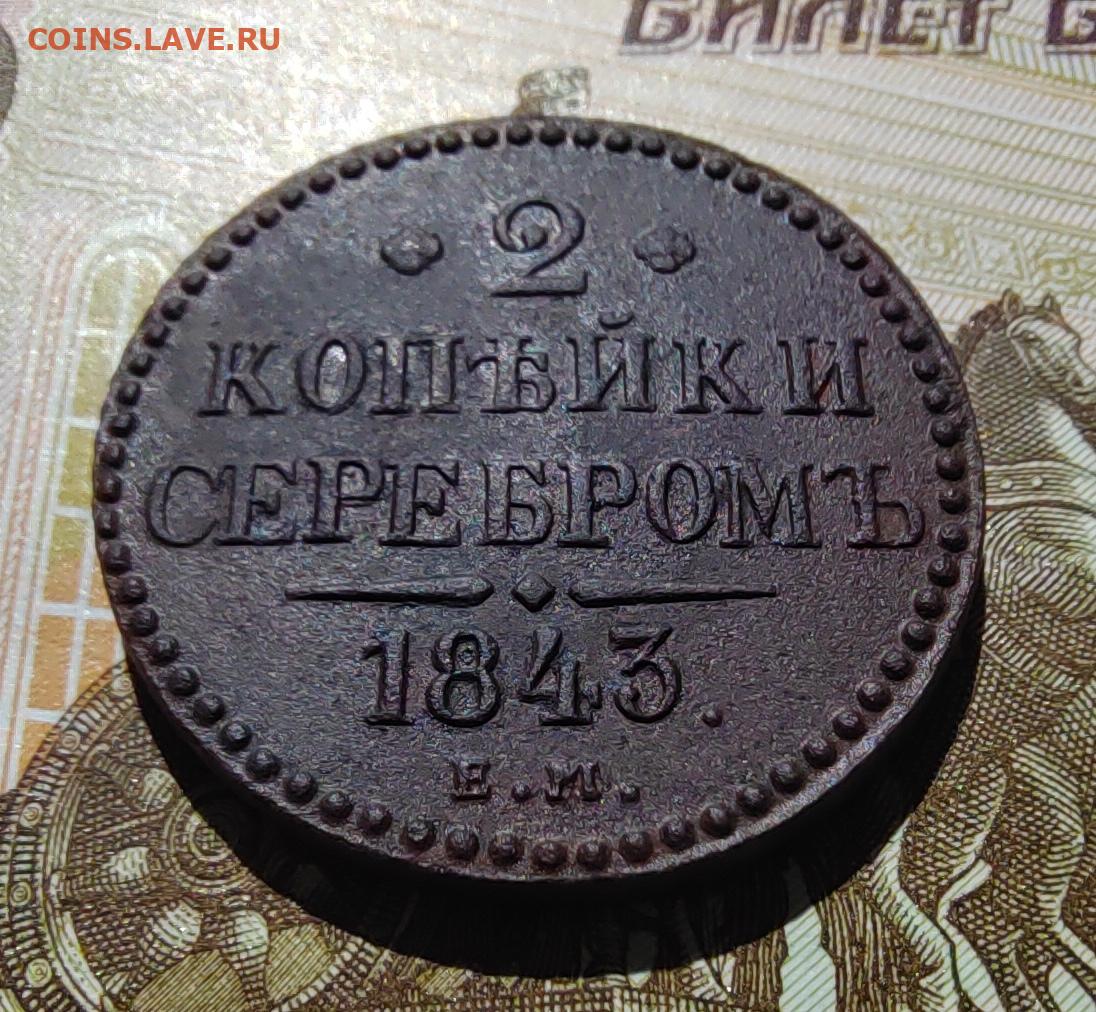 COINS.LAVE.RU
БИЛЕТ Б
2
КОПѢЙКИ
СЕРЕБРОМЪ
1843.
Е.М.